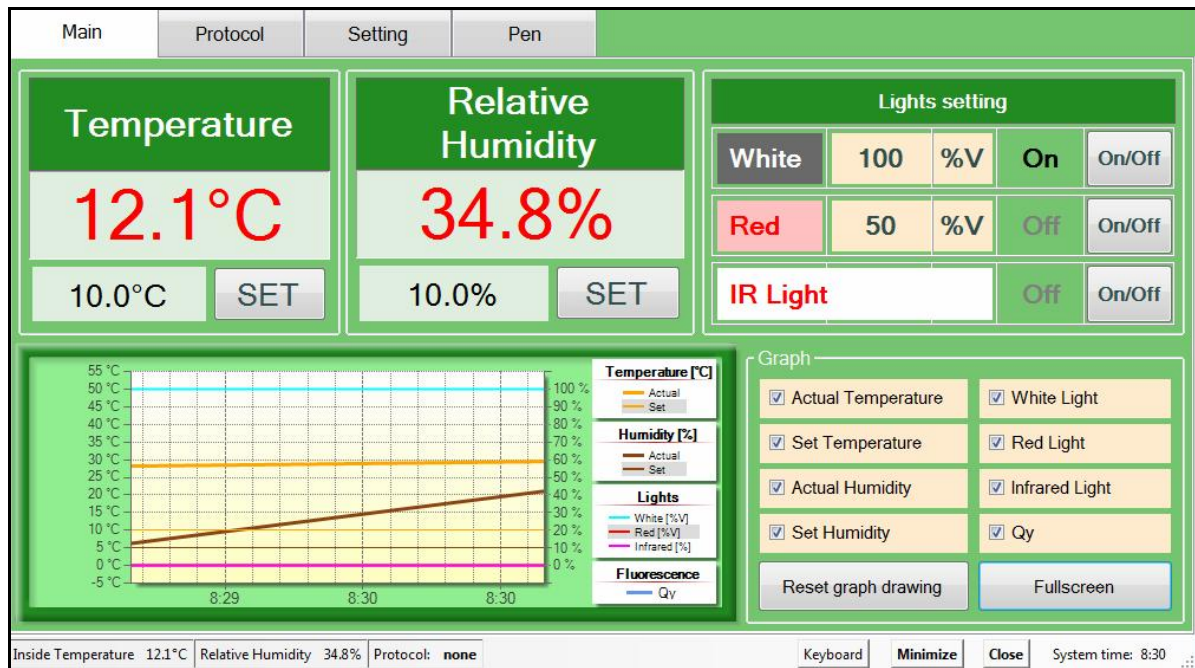 Main Protocol Setting Pen
Temperature
12.1°C
10.0°C SET
Relative
Humidity
34.8%
10.0% SET
Lights setting
White 100 %V On On/Off
Red 50 %V Off On/Off
IR Light Off On/Off
55 °C
50 °C
45 °C
40 °C
35 °C
30 °C
25 °C
20 °C
15 °C
10 °C
5 °C
0 °C
-5 °C
8:29 8:30 8:30
100 %
90 %
80 %
70 %
60 %
50 %
40 %
30 %
20 %
10 %
0 %
Temperature [°C]
Actual
Set
Humidity [%]
Actual
Set
Lights
White [%V]
Red [%V]
Infrared [%]
Fluorescence
Qy
Graph
Actual Temperature White Light
Set Temperature Red Light
Actual Humidity Infrared Light
Set Humidity Qy
Reset graph drawing Fullscreen
Inside Temperature 12.1°C Relative Humidity 34.8% Protocol: none Keyboard Minimize Close System time: 8:30